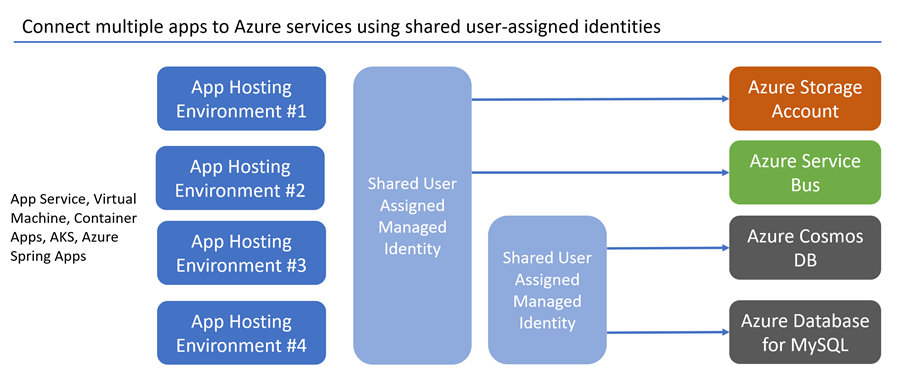 Connect multiple apps to Azure services using shared user-assigned identities
App Service, Virtual
Machine, Container
Apps, AKS, Azure
Spring Apps
App Hosting
Environment #1
App Hosting
Environment #2
App Hosting
Environment #3
App Hosting
Environment #4
Shared User
Assigned
Managed
Identity
Shared User
Assigned
Managed
Identity
Azure Storage
Account
Azure Service
Bus
Azure Cosmos
DB
Azure Database
for MySQL